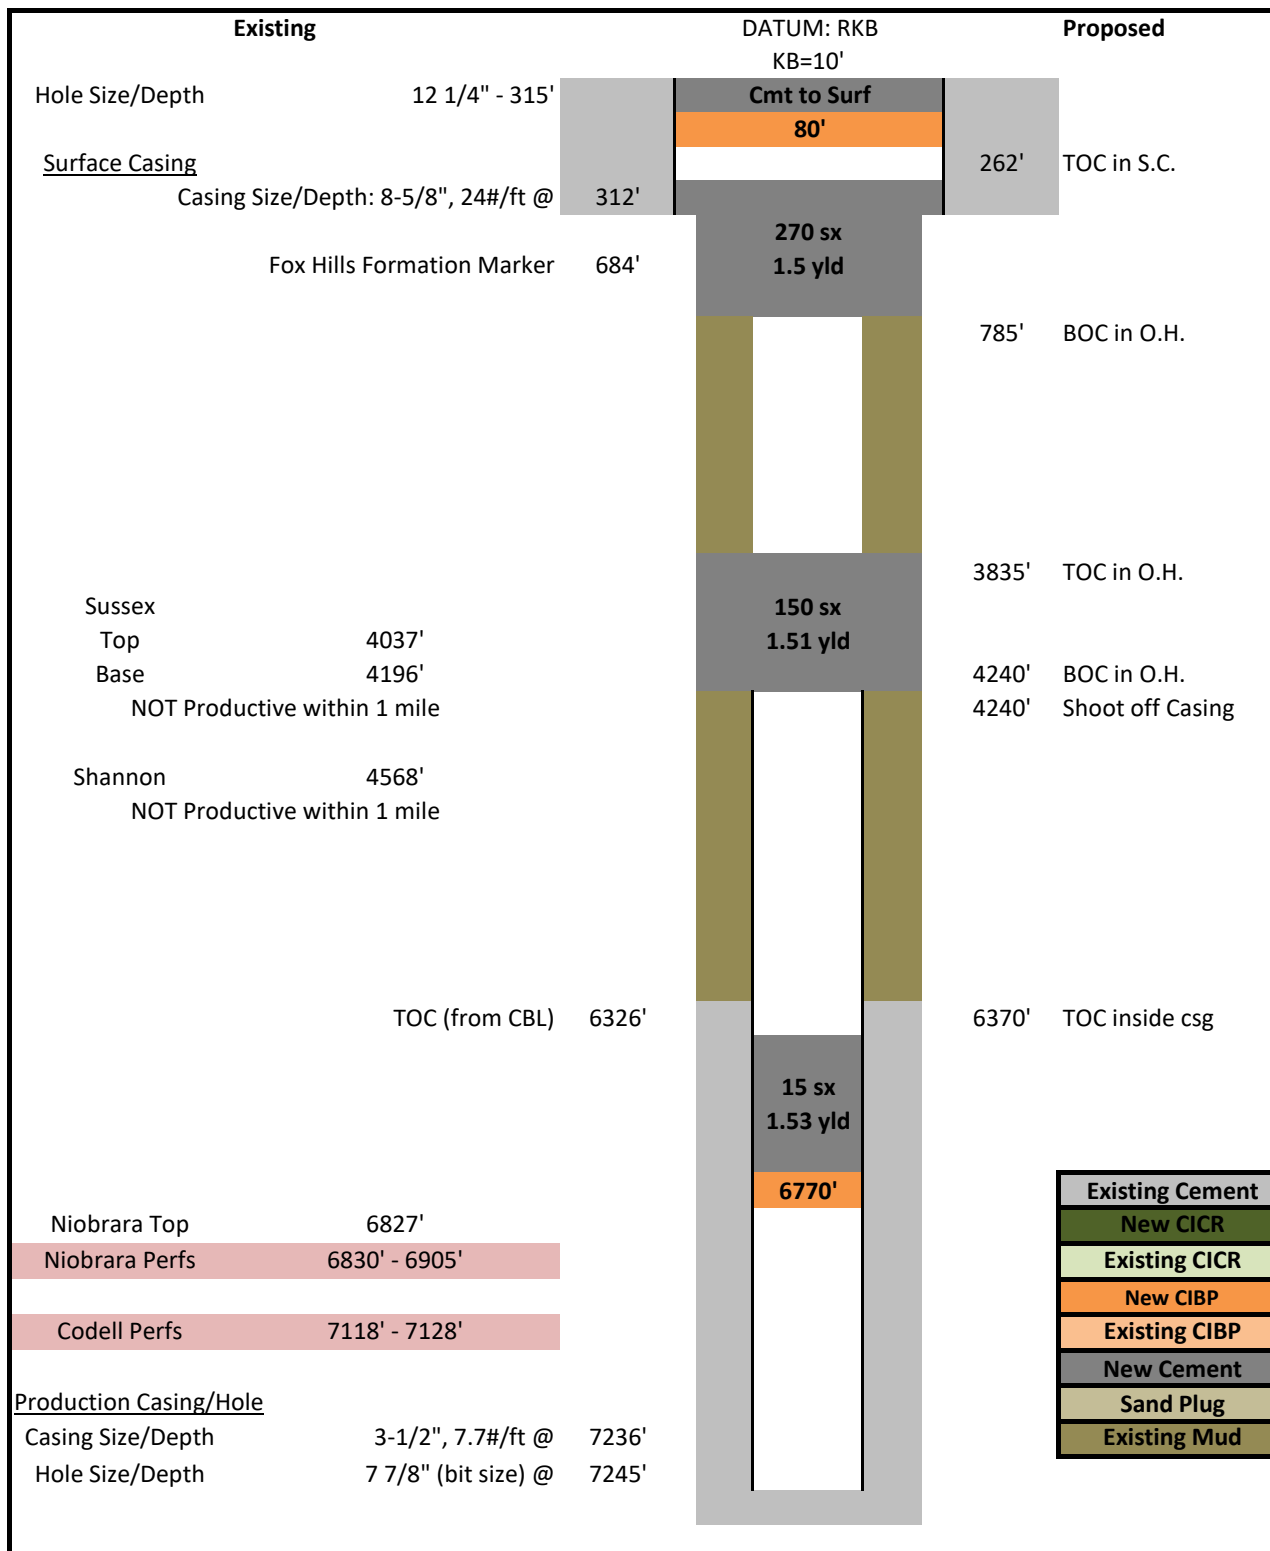 Existing DATUM: RKB Proposed
KB=10'
Hole Size/Depth 12 1/4" - 315' Cmt to Surf
80'
Surface Casing 262' TOC in S.C.
Casing Size/Depth: 8-5/8", 24#/ft @ 312'
270 sx
Fox Hills Formation Marker 684' 1.5 yld
785' BOC in O.H.
3835' TOC in O.H.
Sussex 150 sx
Top 4037' 1.51 yld
Base 4196' 4240' BOC in O.H.
NOT Productive within 1 mile 4240' Shoot off Casing
Shannon 4568'
NOT Productive within 1 mile
TOC (from CBL) 6326' 6370' TOC inside csg
15 sx
1.53 yld
6770' Existing Cement
Niobrara Top 6827' New CICR
Niobrara Perfs 6830' - 6905' Existing CICR
New CIBP
Codell Perfs 7118' - 7128' Existing CIBP
New Cement
Production Casing/Hole Sand Plug
Casing Size/Depth 3-1/2", 7.7#/ft @ 7236' Existing Mud
Hole Size/Depth 7 7/8" (bit size) @ 7245'